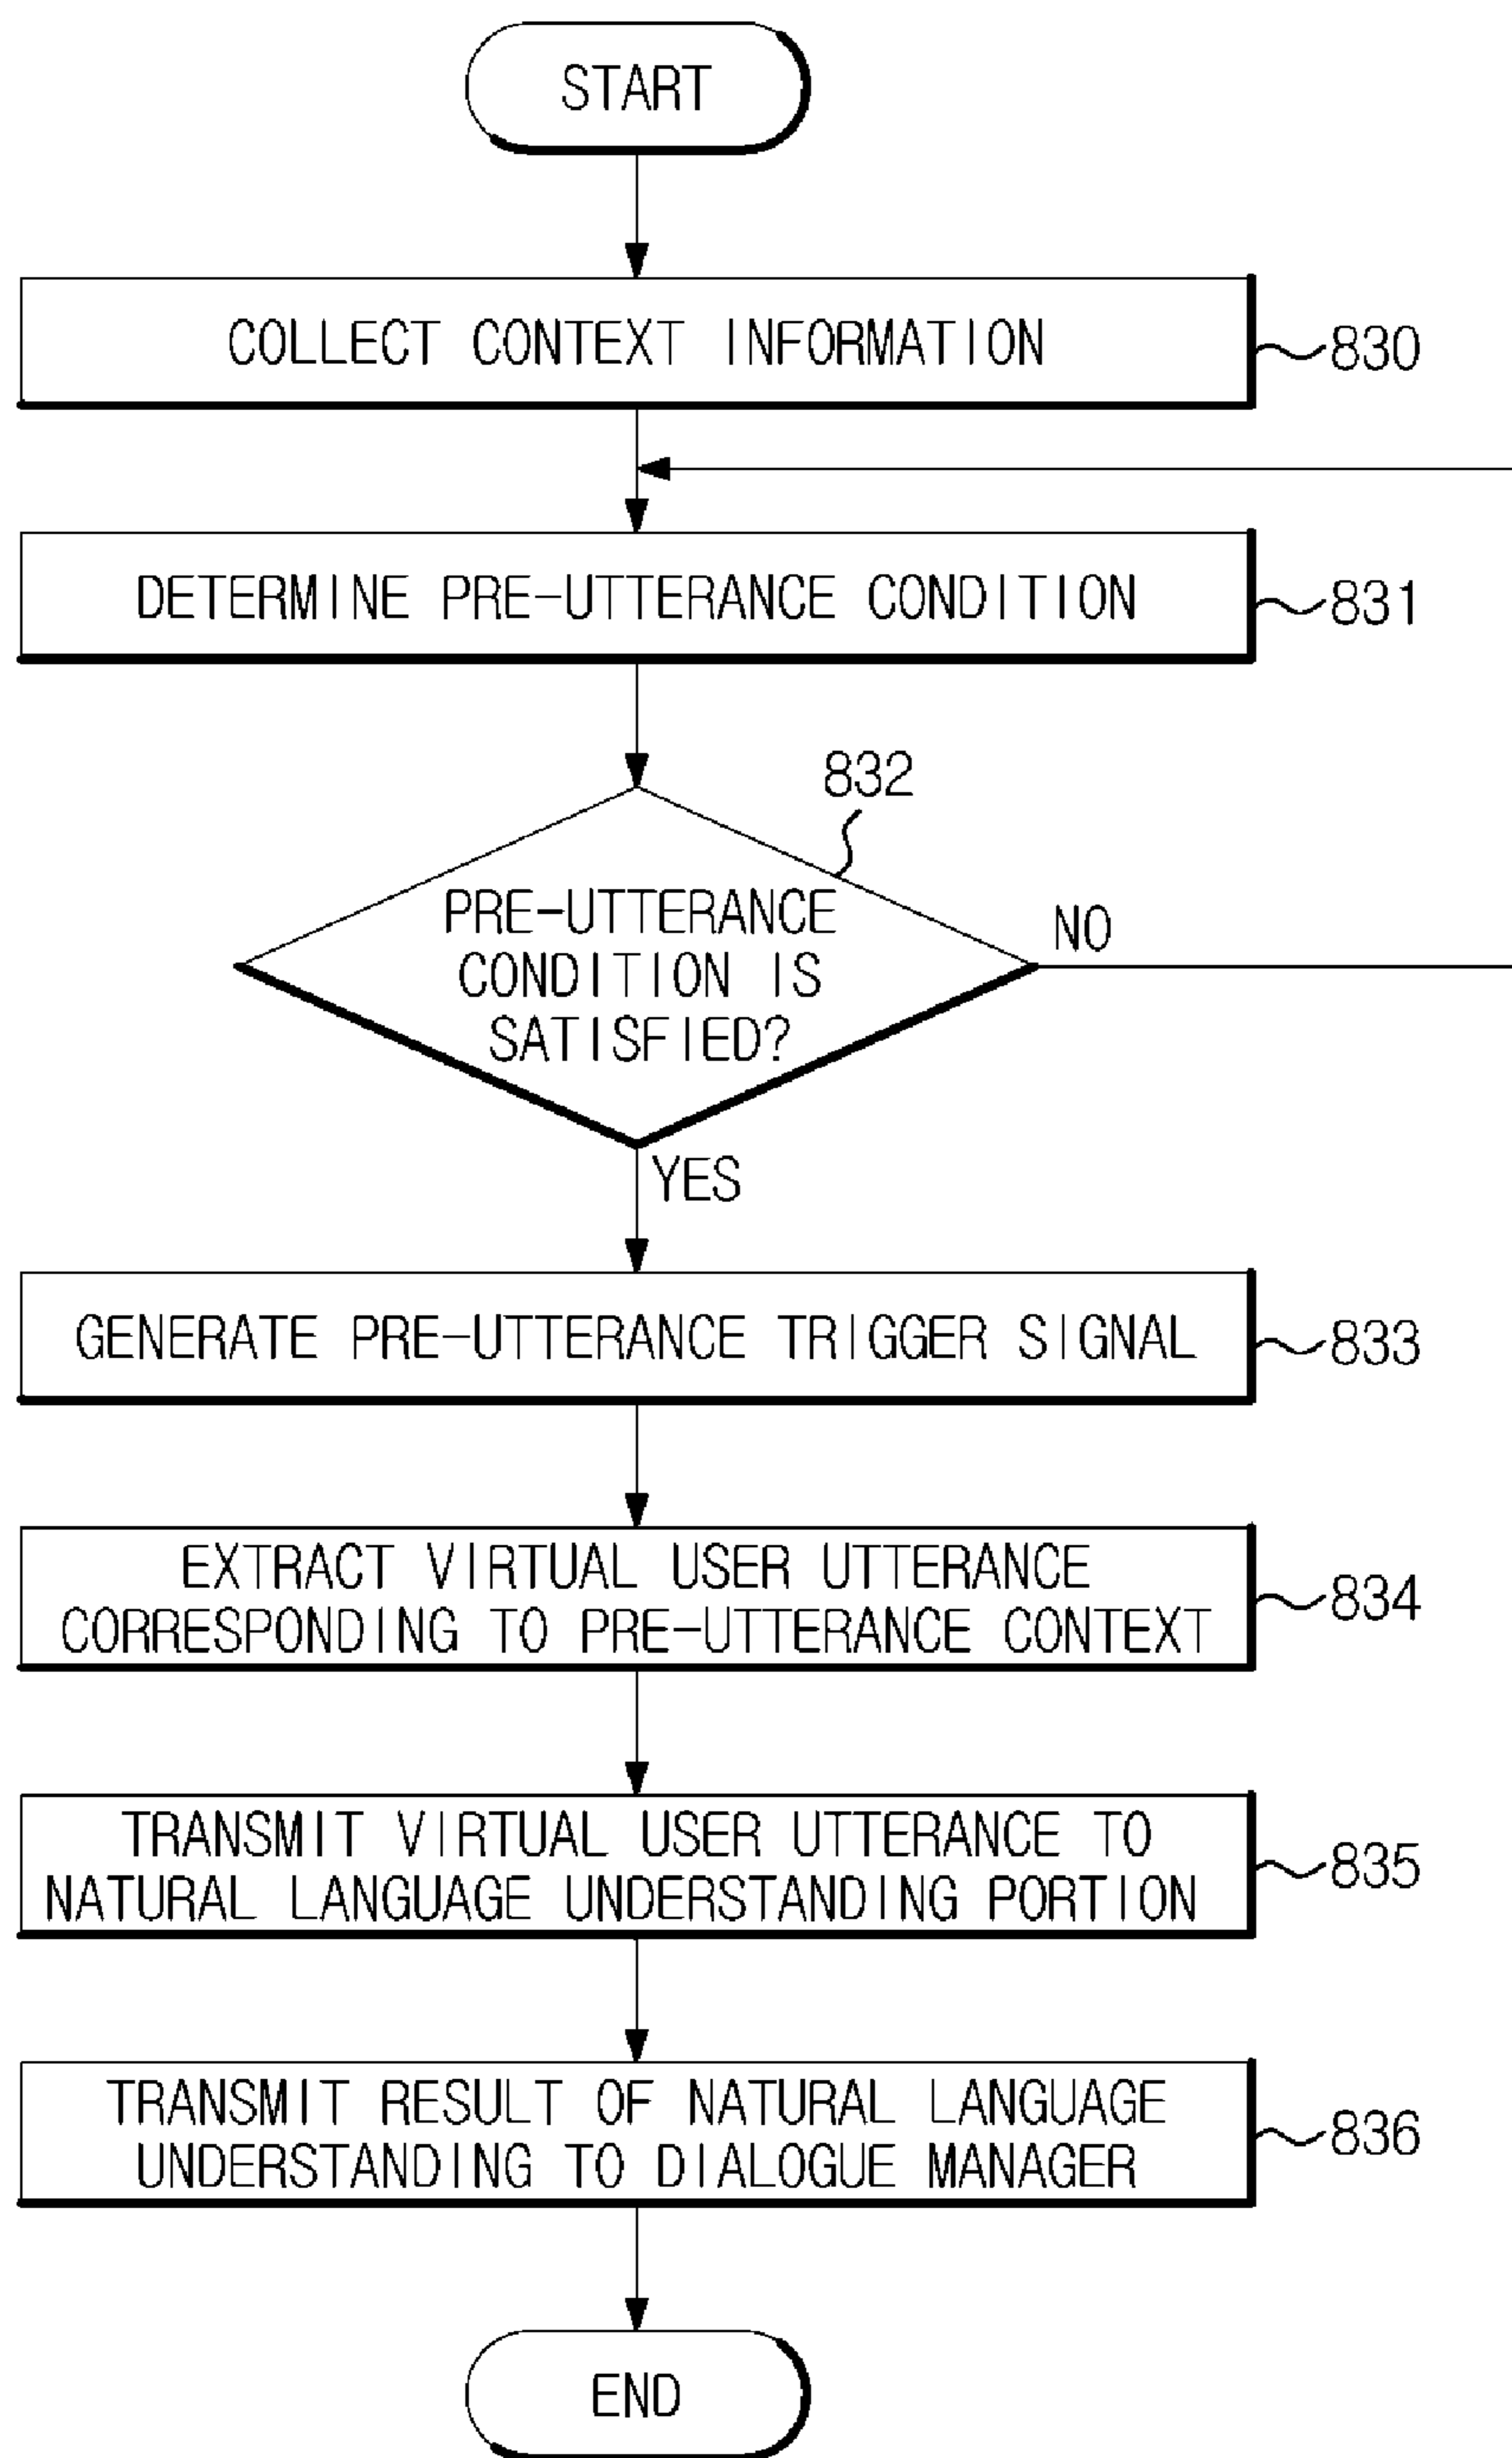 START
COLLECT CONTEXT INFORMATION
830
DETERMINE PRE-UTTERANCE CONDITION
831
832
PRE-UTTERANCE
CONDITION IS
SATISFIED?
NO
YES
GENERATE PRE-UTTERANCE TRIGGER SIGNAL
833
EXTRACT VIRTUAL USER UTTERANCE
CORRESPONDING TO PRE-UTTERANCE CONTEXT
834
TRANSMIT VIRTUAL USER UTTERANCE TO
NATURAL LANGUAGE UNDERSTANDING PORTION
835
TRANSMIT RESULT OF NATURAL LANGUAGE
UNDERSTANDING TO DIALOGUE MANAGER
836
END